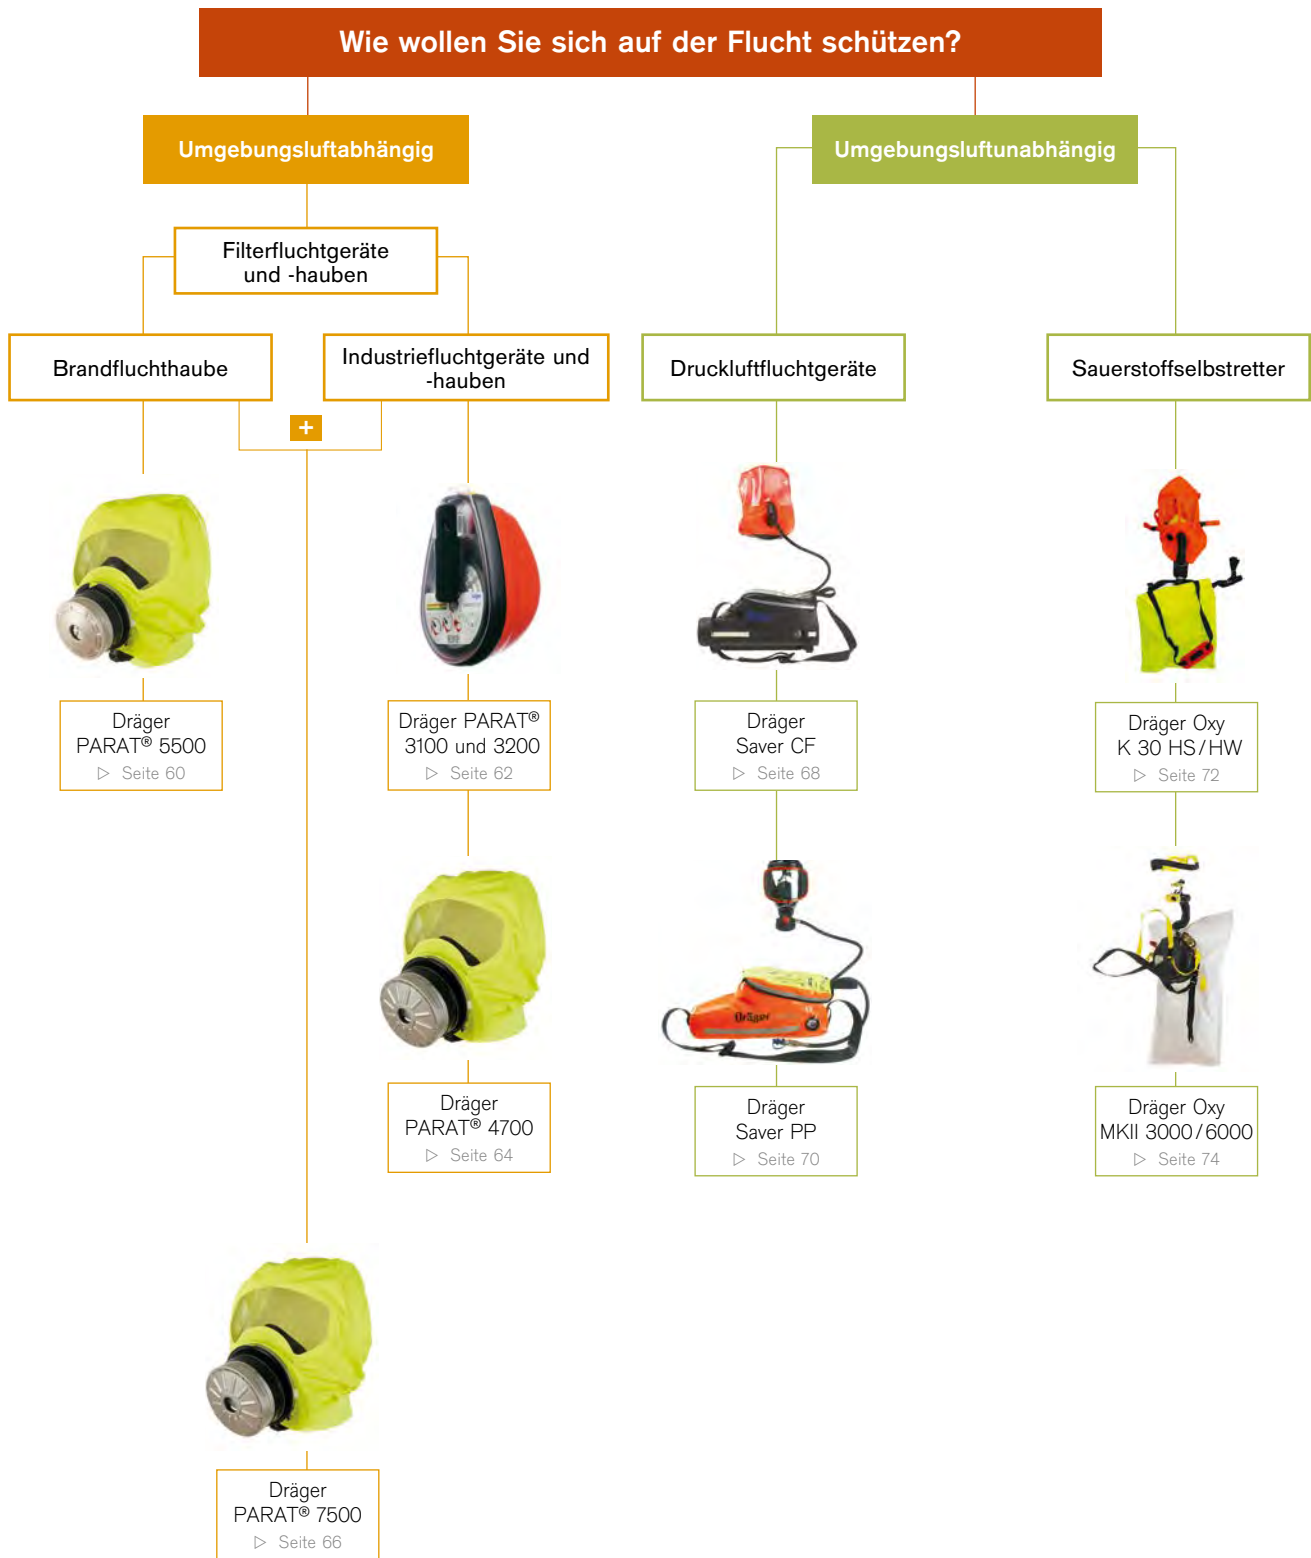 Wie wollen Sie sich auf der Flucht schützen?
Umgebungsluftabhängig
Umgebungsluftunabhängig
Filterfluchtgeräte
und -hauben
Brandfluchthaube
Industriefluchtgeräte und
-hauben
Druckluftfluchtgeräte
Sauerstoffselbstretter
+
Dräger
PARAT® 5500
▷ Seite 60
Dräger PARAT®
3100 und 3200
▷ Seite 62
Dräger
Saver CF
▷ Seite 68
Dräger Oxy
K 30 HS/HW
▷ Seite 72
Dräger
Dräger
PARAT® 4700
▷ Seite 64
Dräger
Saver PP
▷ Seite 70
Dräger Oxy
MKII 3000/6000
▷ Seite 74
Dräger
PARAT® 7500
▷ Seite 66